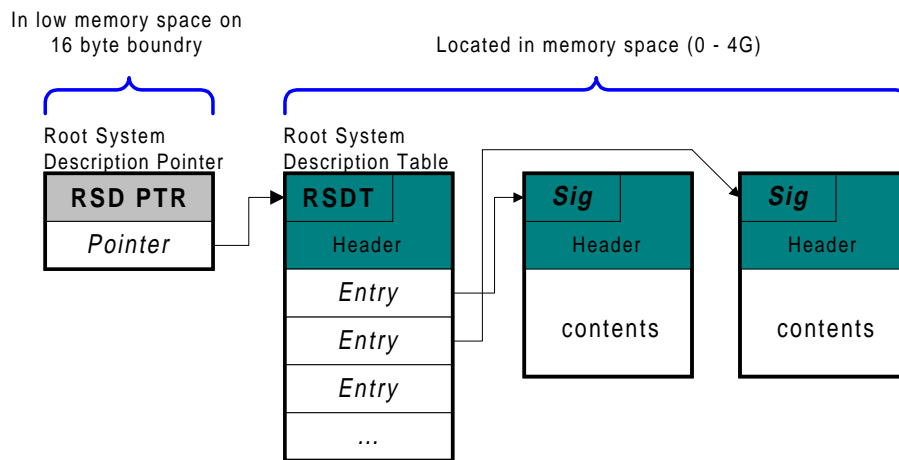 In low memory space on
16 byte boundry
Located in memory space (0 - 4G)
Root System
Description Pointer
Root System
Description Table
RSD PTR
Pointer
RSDT
Header
Entry
Entry
Entry
...
Sig
Header
contents
Sig
Header
contents